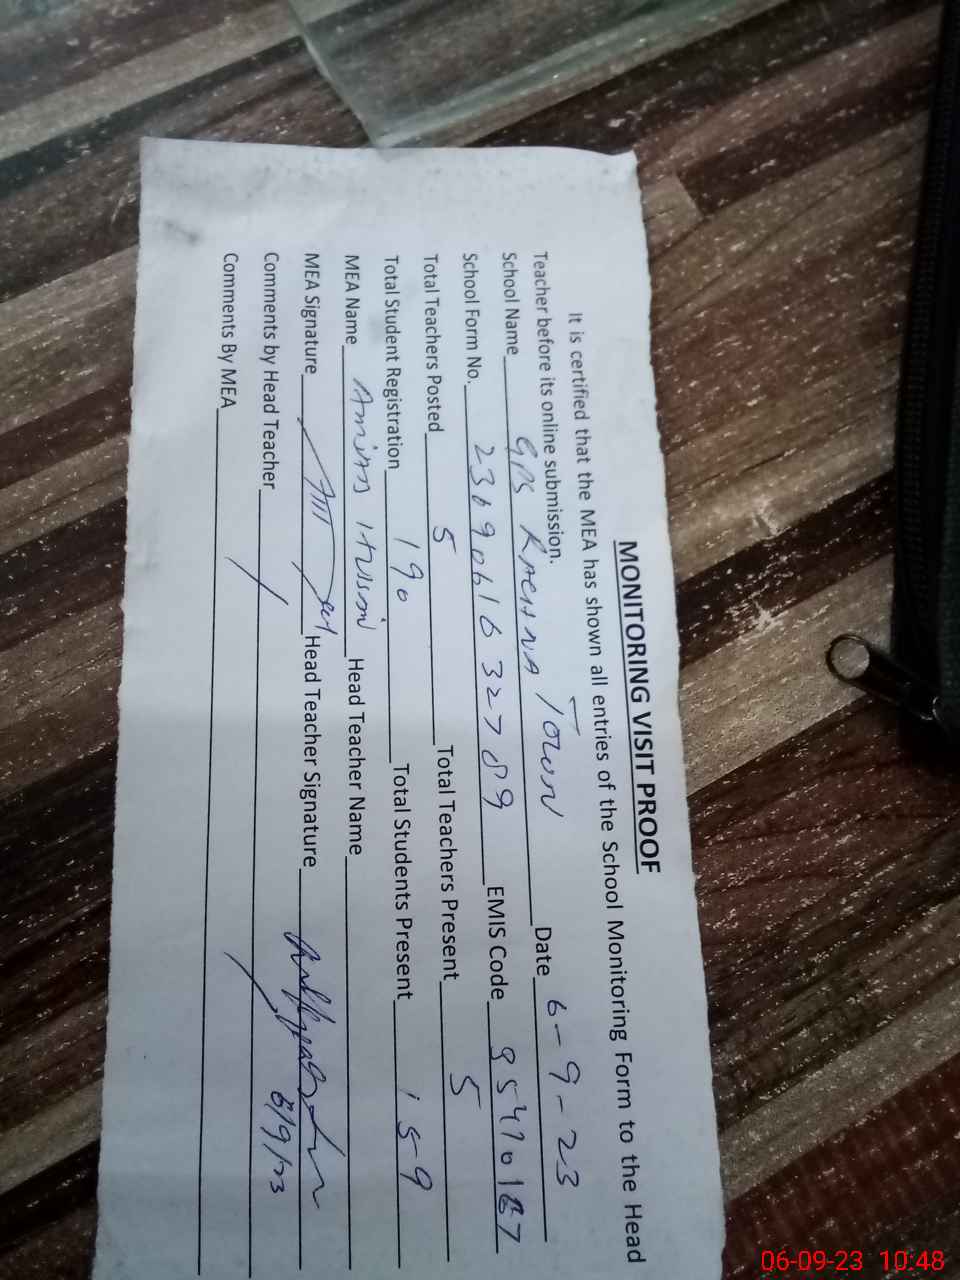 MONITORING VISIT PROOF
It is certified that the MEA has shown all entries of the School Monitoring Form to the Head
Teacher before its online submission.
School Name GPS RACHNA TOWN Date 6-9-23
School Form No. 2309061632789 EMIS Code
Total Teachers Posted 5 Total Teachers Present 5
Total Student Registration 190 Total Students Present 159
MEA Name Head Teacher Name
MEA Signature Head Teacher Signature
Comments by Head Teacher 6/9/23
Comments By MEA
06-09-23 10:48